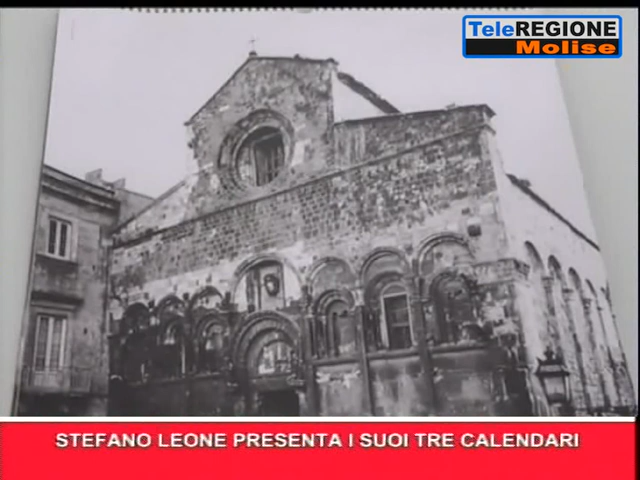 TeleREGIONE
Molise
STEFANO LEONE PRESENTA I SUOI TRE CALENDARI